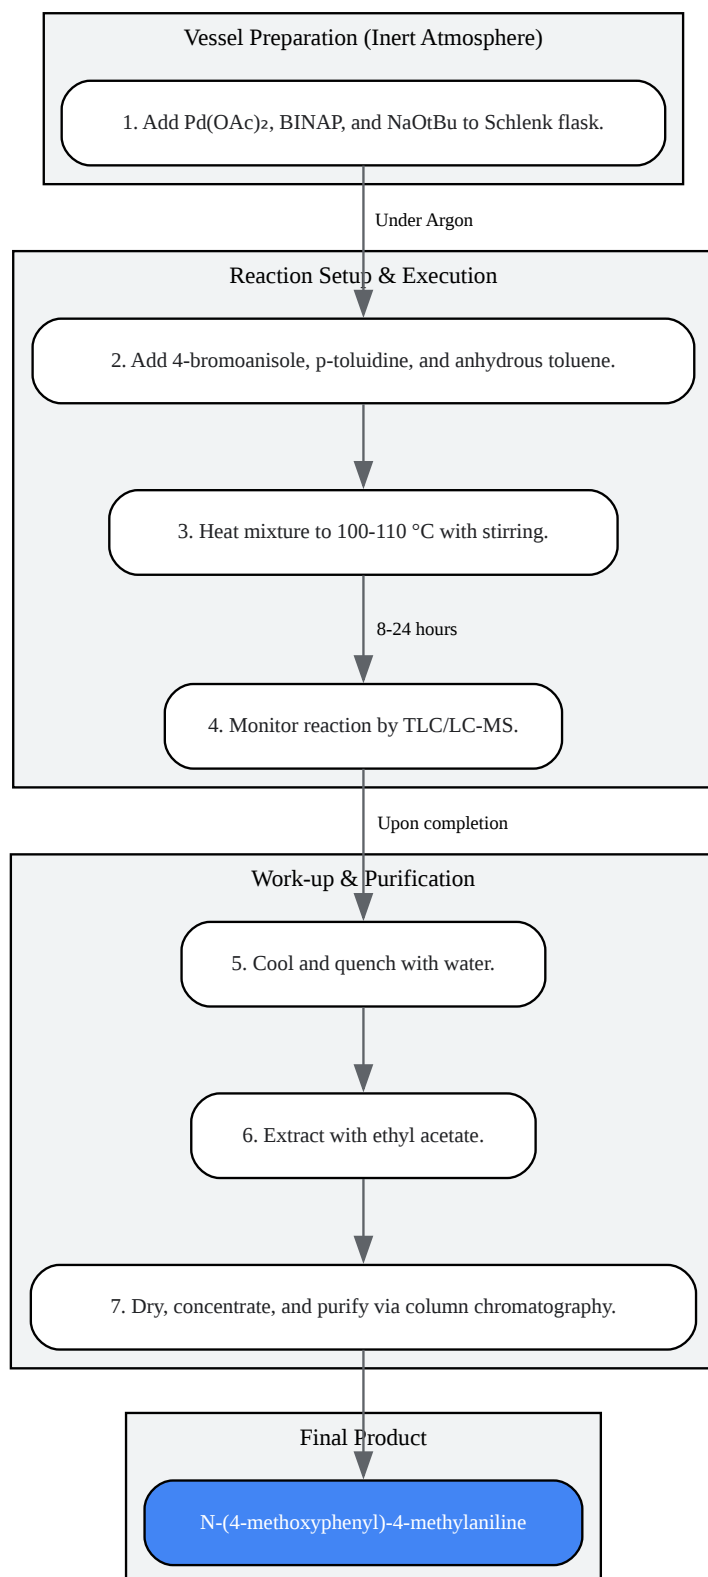 Vessel Preparation (Inert Atmosphere)
1. Add Pd(OAc)₂, BINAP, and NaOtBu to Schlenk flask.
Under Argon
Reaction Setup & Execution
2. Add 4-bromoanisole, p-toluidine, and anhydrous toluene.
3. Heat mixture to 100-110 °C with stirring.
8-24 hours
4. Monitor reaction by TLC/LC-MS.
Upon completion
Work-up & Purification
5. Cool and quench with water.
6. Extract with ethyl acetate.
7. Dry, concentrate, and purify via column chromatography.
Final Product
N-(4-methoxyphenyl)-4-methylaniline